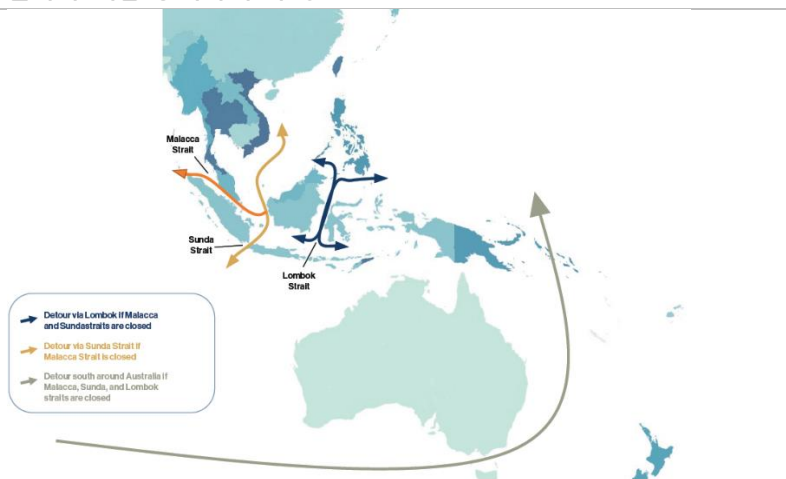 Malacca
Strait
Sunda
Strait
Lombok
Strait
Detour via Lombok if Malacca
and Sundastraits are closed
Detour via Sunda Strait if
Malacca Strait is closed
Detour south around Australia if
Malacca, Sunda, and Lombok
straits are closed